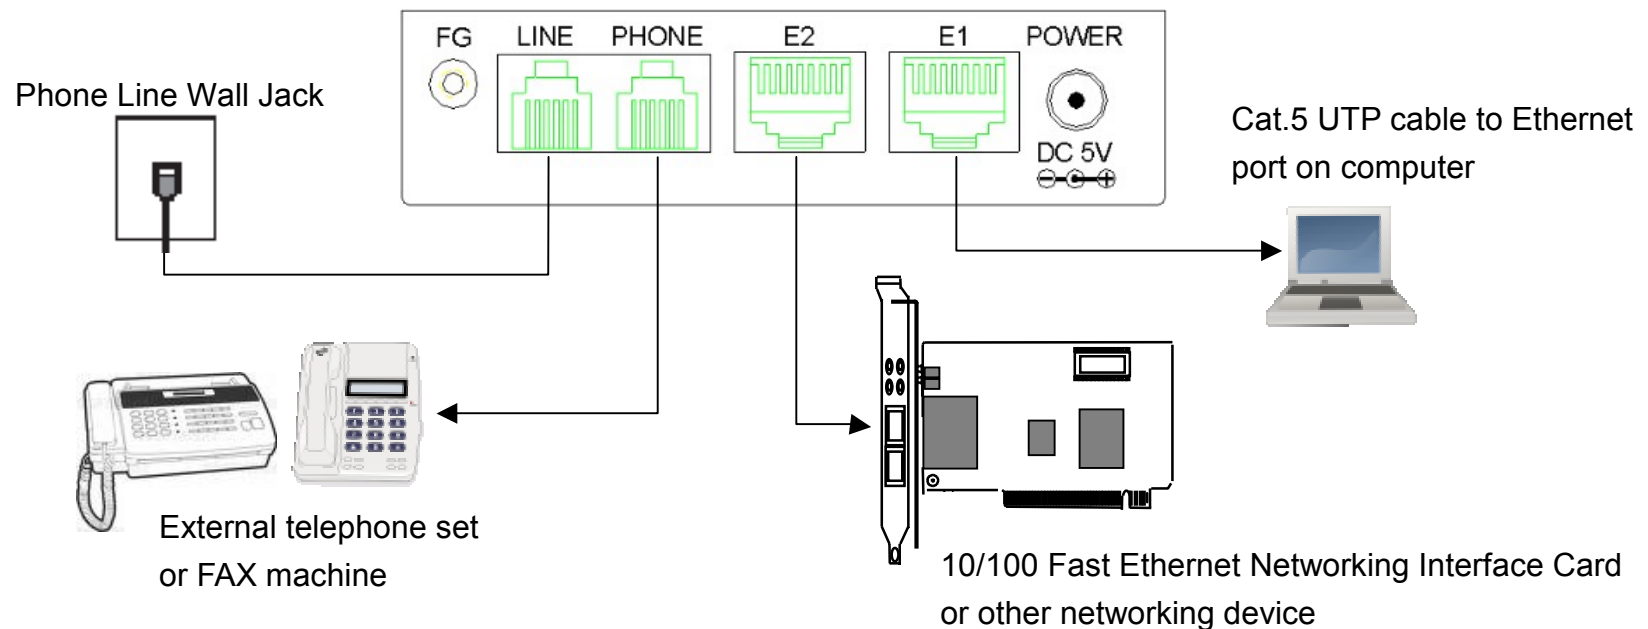 FG LINE PHONE E2 E1 POWER
DC 5V
Phone Line Wall Jack
Cat.5 UTP cable to Ethernet
port on computer
External telephone set
or FAX machine
10/100 Fast Ethernet Networking Interface Card
or other networking device